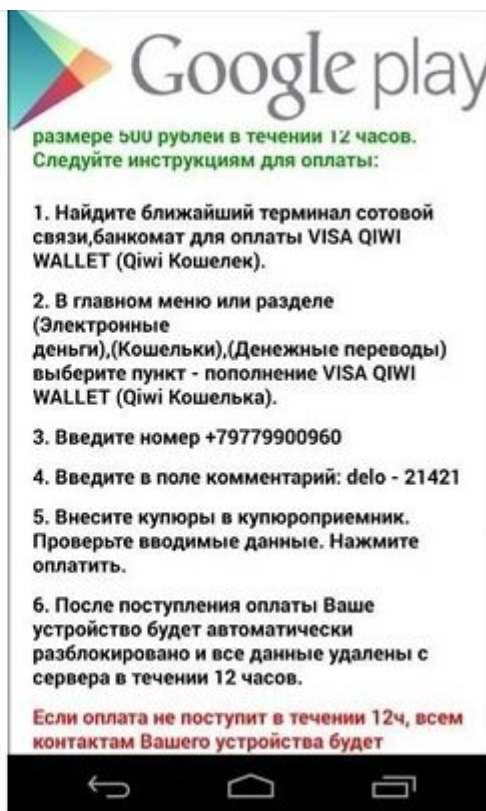 Google play
размере 500 рублей в течении 12 часов.
Следуйте инструкциям для оплаты:
1. Найдите ближайший терминал сотовой
связи,банкомат для оплаты VISA QIWI
WALLET (Qiwi Кошелек).
2. В главном меню или разделе
(Электронные
деньги),(Кошельки),(Денежные переводы)
выберите пункт - пополнение VISA QIWI
WALLET (Qiwi Кошелька).
3. Введите номер +79779900960
4. Введите в поле комментарий: delo - 21421
5. Внесите купюры в купюроприемник.
Проверьте вводимые данные. Нажмите
оплатить.
6. После поступления оплаты Ваше
устройство будет автоматически
разблокировано и все данные удалены с
сервера в течении 12 часов.
Если оплата не поступит в течении 12ч, всем
контактам Вашего устройства будет